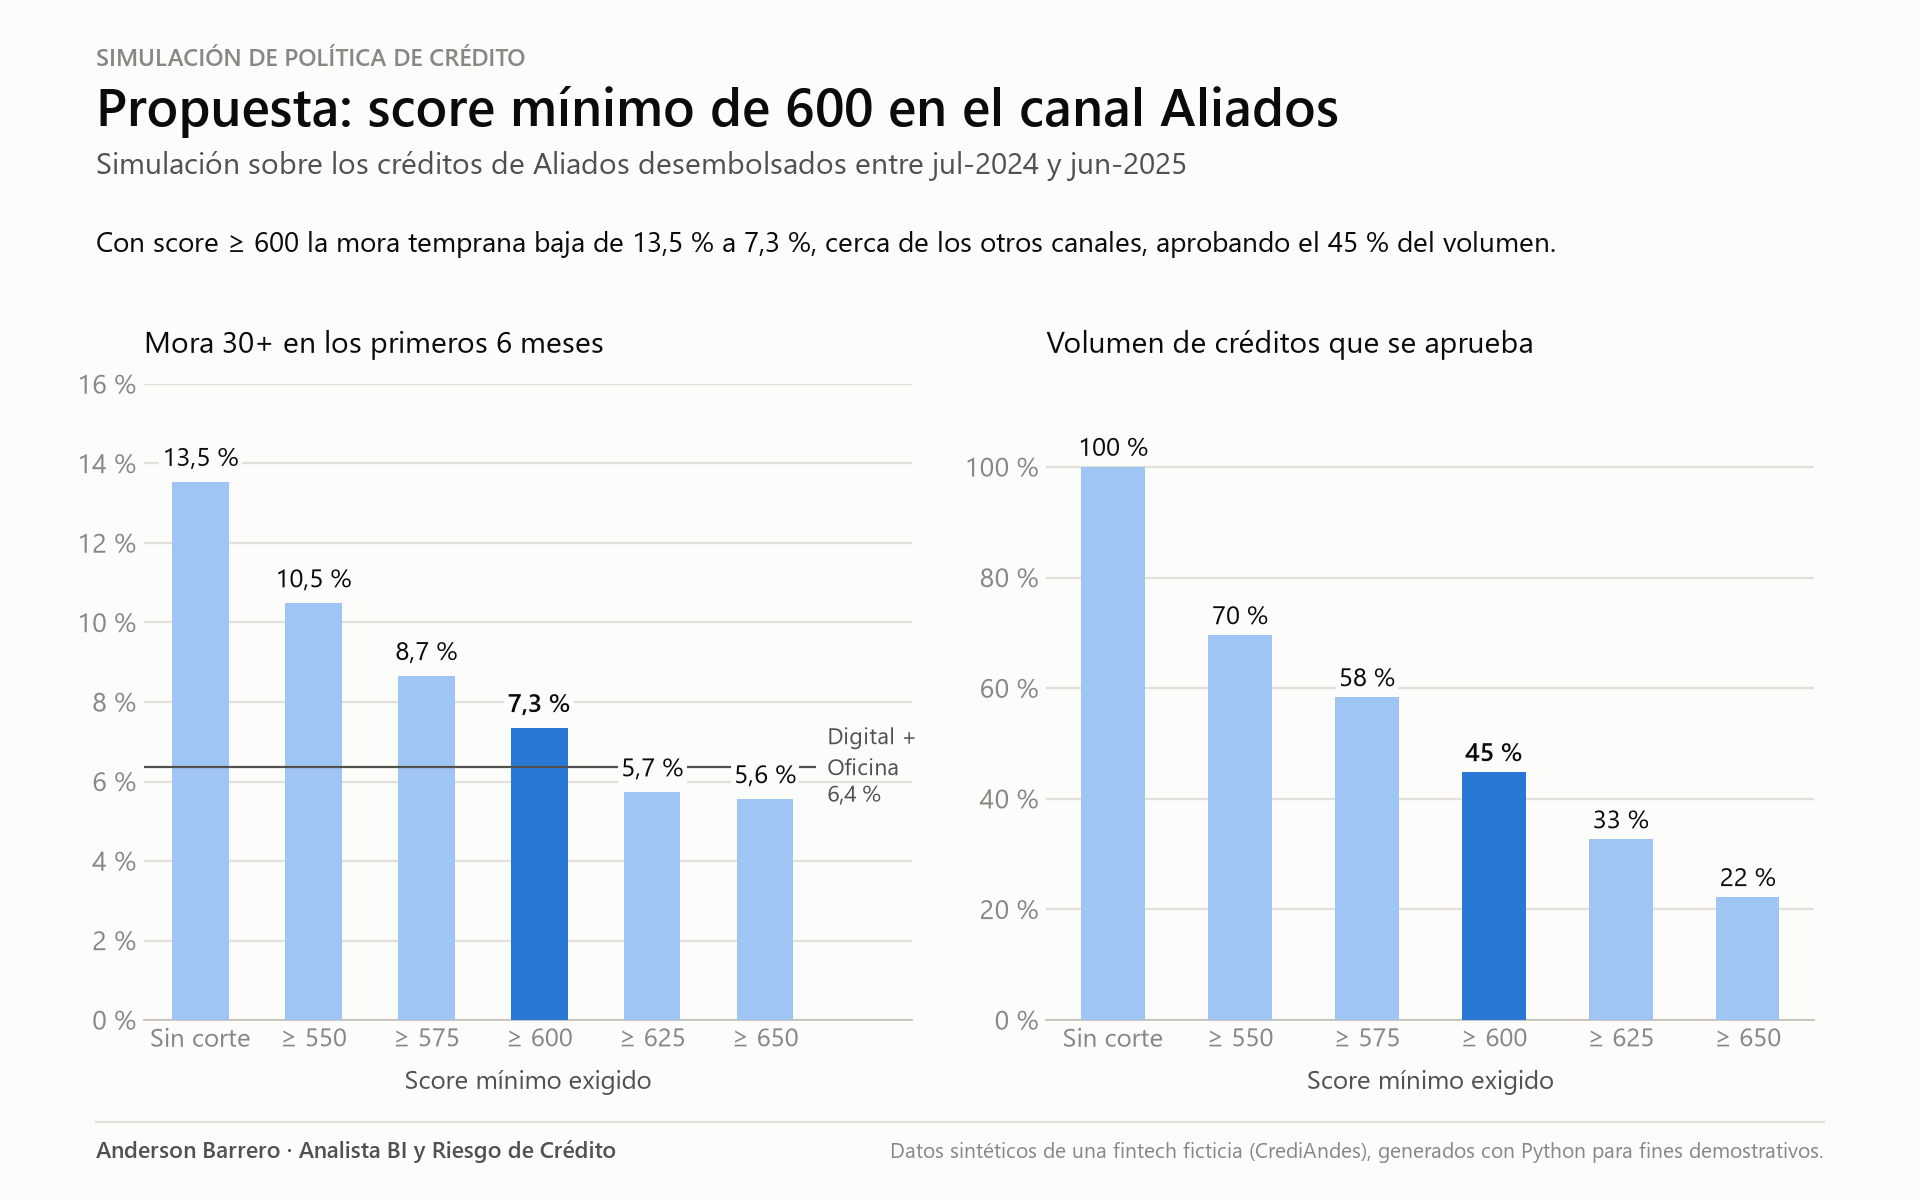 SIMULACIÓN DE POLÍTICA DE CRÉDITO
Propuesta: score mínimo de 600 en el canal Aliados
Simulación sobre los créditos de Aliados desembolsados entre jul-2024 y jun-2025
Con score ≥ 600 la mora temprana baja de 13,5 % a 7,3 %, cerca de los otros canales, aprobando el 45 % del volumen.
Mora 30+ en los primeros 6 meses
16 %
14 %
12 %
10 %
8 %
6 %
4 %
2 %
0 %
13,5 %
10,5 %
8,7 %
7,3 %
5,7 %
5,6 %
Digital +
Oficina
6,4 %
Sin corte
≥ 550
≥ 575
≥ 600
≥ 625
≥ 650
Score mínimo exigido
Volumen de créditos que se aprueba
100 %
80 %
60 %
40 %
20 %
0 %
100 %
70 %
58 %
45 %
33 %
22 %
Sin corte
≥ 550
≥ 575
≥ 600
≥ 625
≥ 650
Score mínimo exigido
Anderson Barrero · Analista BI y Riesgo de Crédito
Datos sintéticos de una fintech ficticia (CrediAndes), generados con Python para fines demostrativos.